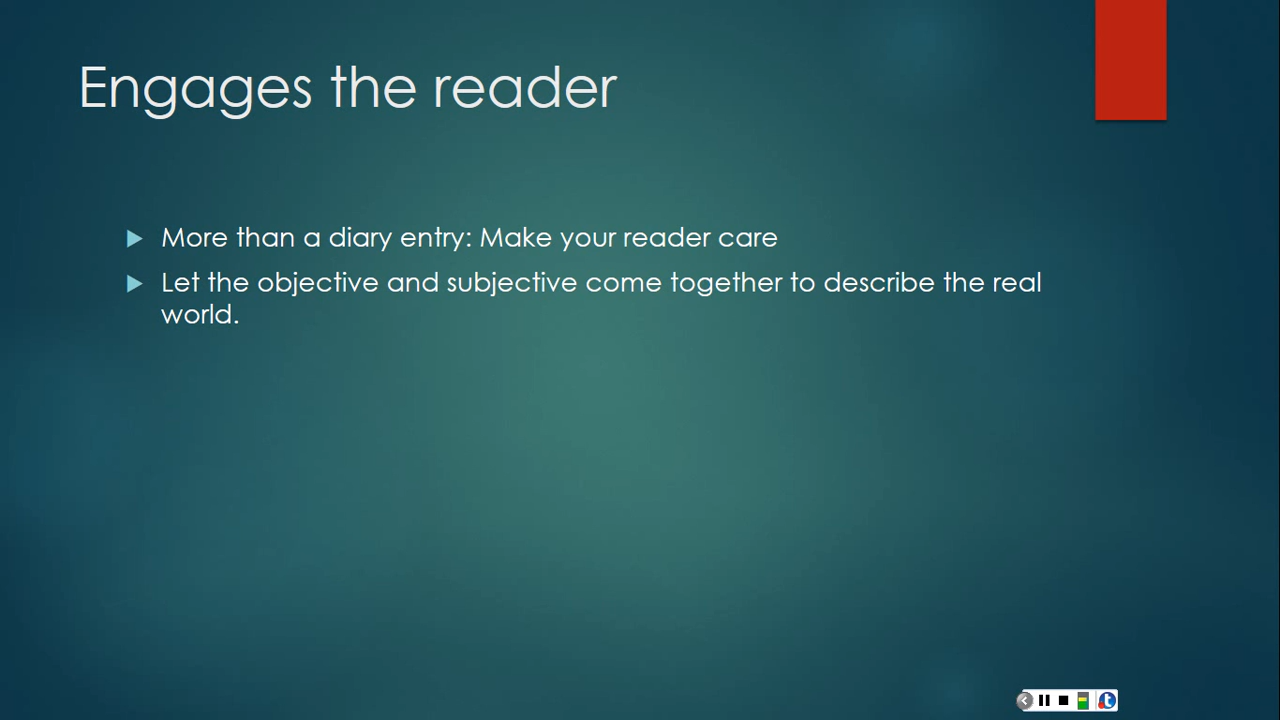 Engages the reader
More than a diary entry: Make your reader care
Let the objective and subjective come together to describe the real
world.